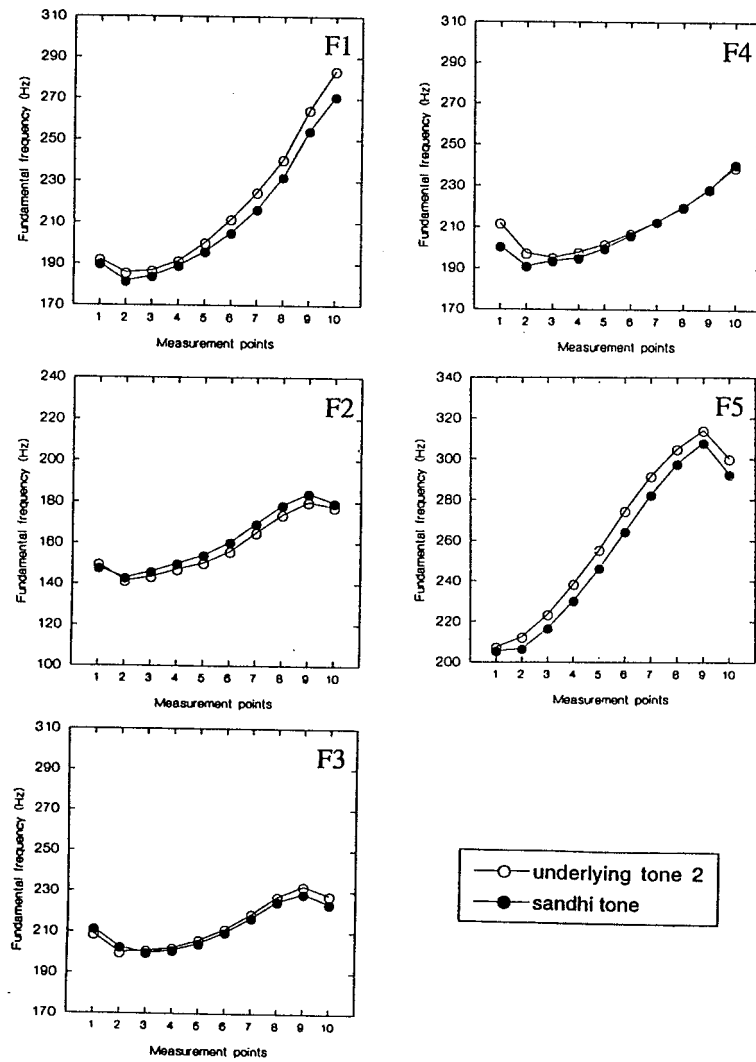 F1
Fundamental frequency (Hz)
310
290
270
250
230
210
190
170
1 2 3 4 5 6 7 8 9 10
Measurement points
F4
Fundamental frequency (Hz)
310
290
270
250
230
210
190
170
1 2 3 4 5 6 7 8 9 10
Measurement points
F2
Fundamental frequency (Hz)
240
220
200
180
160
140
120
100
1 2 3 4 5 6 7 8 9 10
Measurement points
F5
Fundamental frequency (Hz)
340
320
300
280
260
240
220
200
1 2 3 4 5 6 7 8 9 10
Measurement points
F3
Fundamental frequency (Hz)
310
290
270
250
230
210
190
170
1 2 3 4 5 6 7 8 9 10
Measurement points
underlying tone 2
sandhi tone